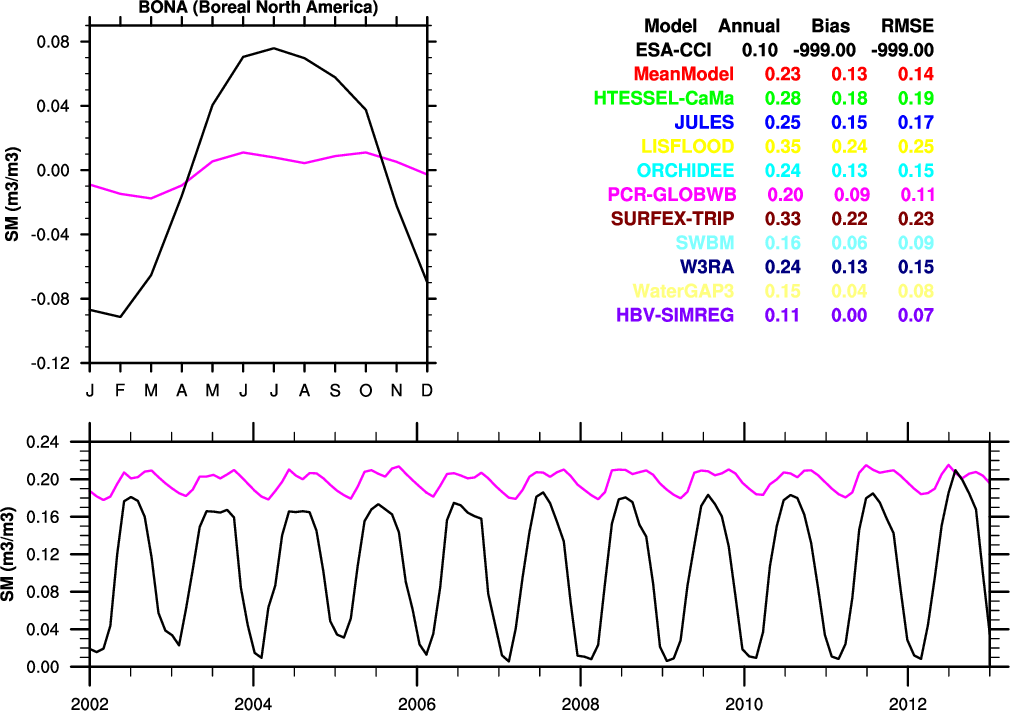 BONA (Boreal North America)
0.08
0.04
0.00
-0.04
-0.08
-0.12
SM (m3/m3)
J F M A M J J A S O N D
Model Annual Bias RMSE
ESA-CCI 0.10 -999.00 -999.00
MeanModel 0.23 0.13 0.14
HTESSEL-CaMa 0.28 0.18 0.19
JULES 0.25 0.15 0.17
LISFLOOD 0.35 0.24 0.25
ORCHIDEE 0.24 0.13 0.15
PCR-GLOBWB 0.20 0.09 0.11
SURFEX-TRIP 0.33 0.22 0.23
SWBM 0.16 0.06 0.09
W3RA 0.24 0.13 0.15
WaterGAP3 0.15 0.04 0.08
HBV-SIMREG 0.11 0.00 0.07
0.24
0.20
0.16
0.12
0.08
0.04
0.00
SM (m3/m3)
2002 2004 2006 2008 2010 2012